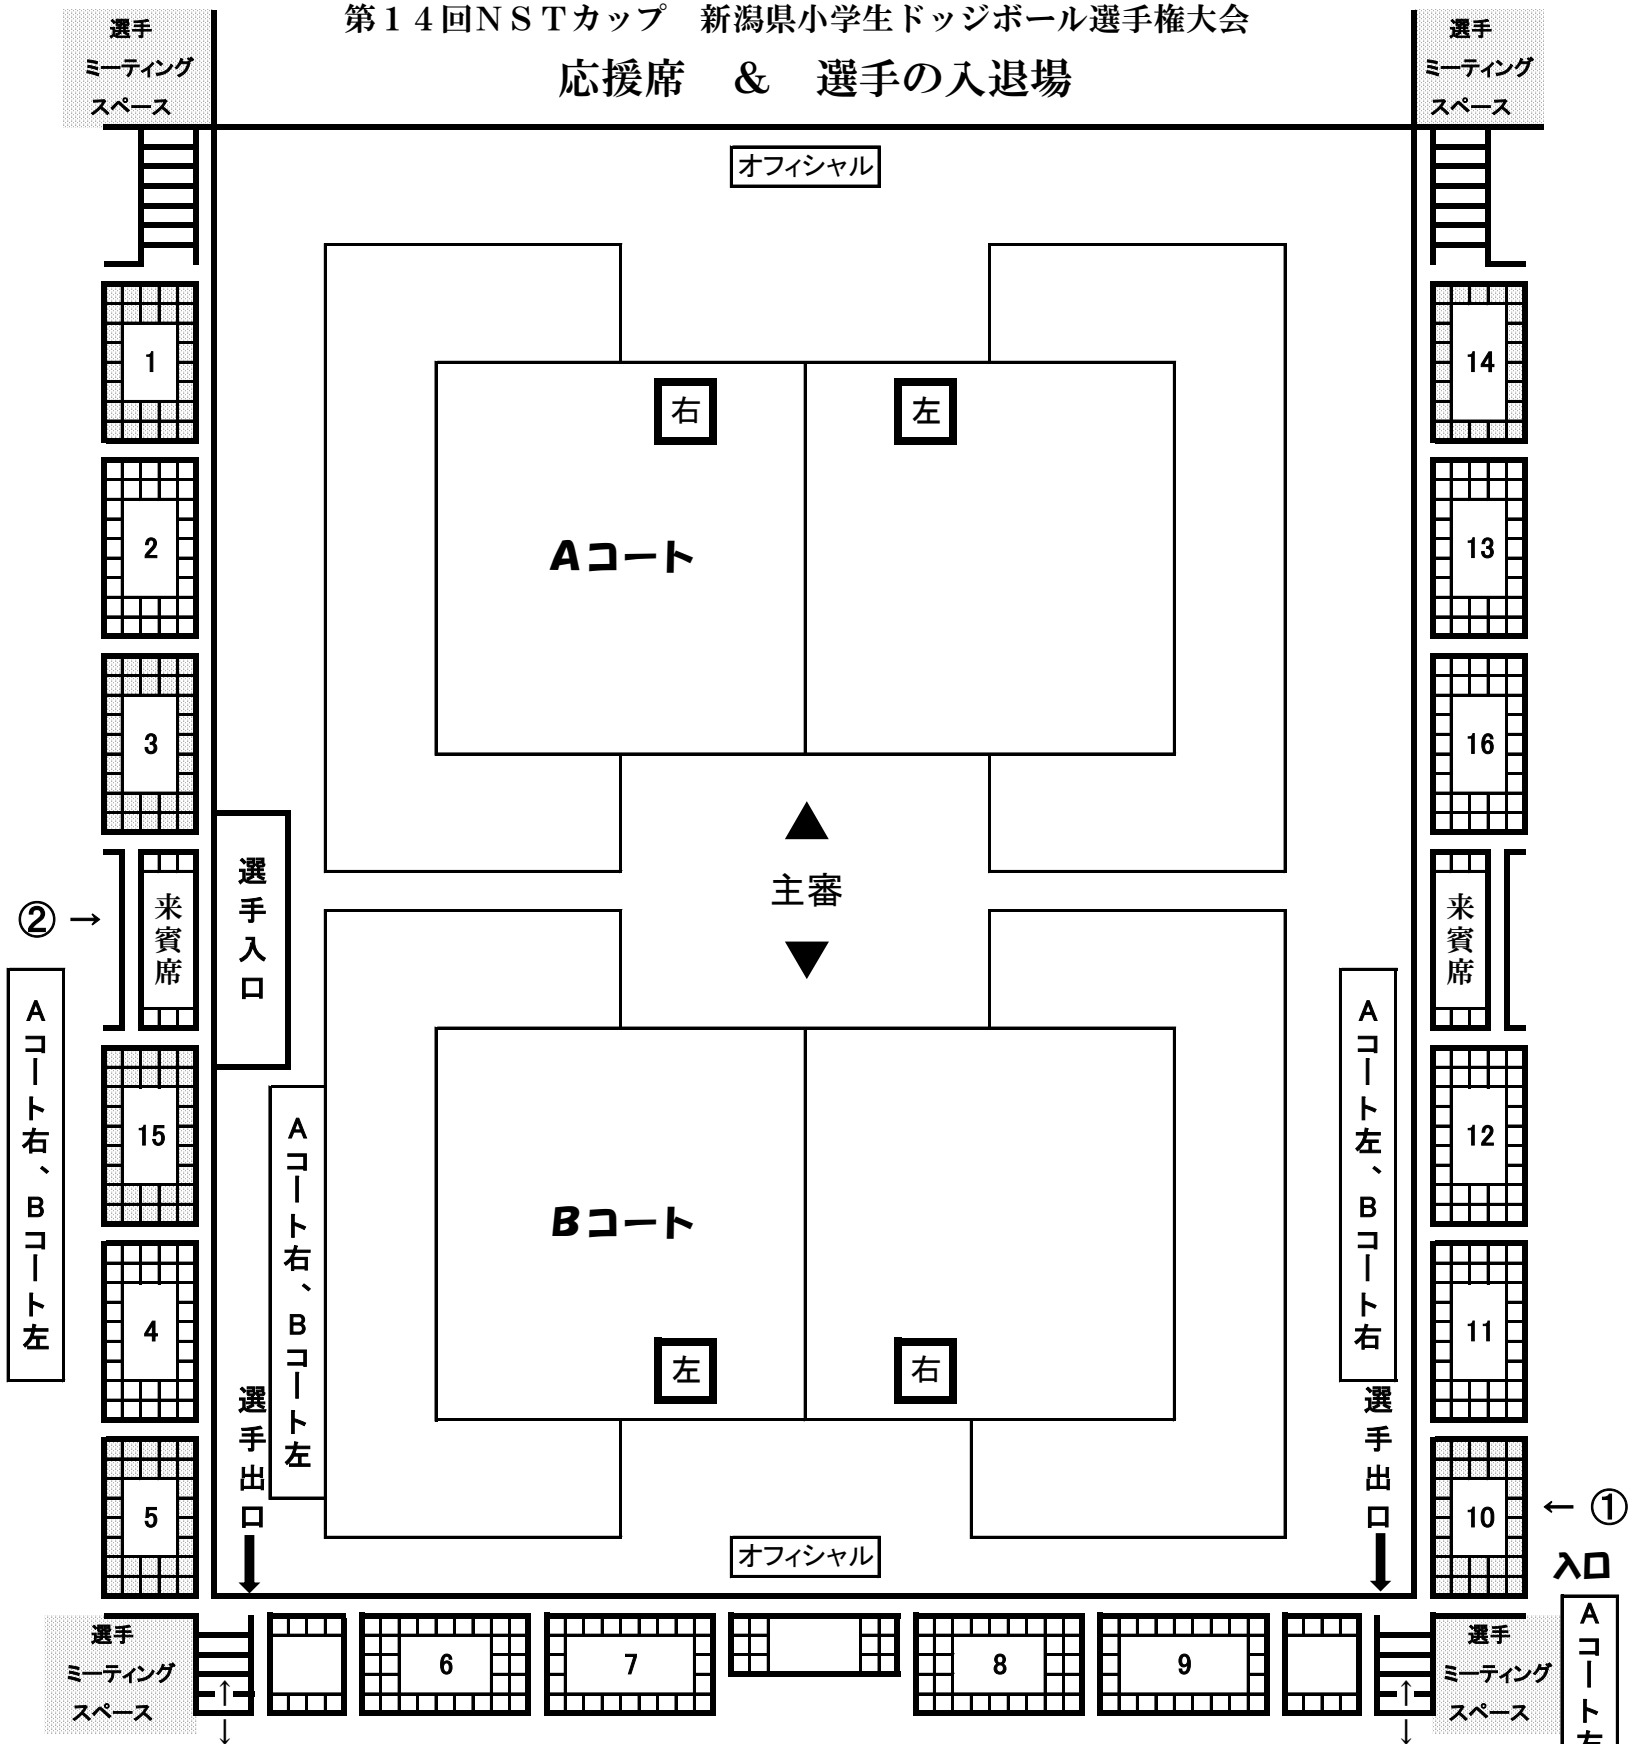 第１４回ＮＳＴカップ　新潟県小学生ドッジボール選手権大会
応援席　＆　選手の入退場
選手
ミーティング
スペース
選手
ミーティング
スペース
オフィシャル
1
14
右
左
2
Aコート
13
3
16
選手入口
主審
②→
来賓席
来賓席
Aコート右、Bコート左
Aコート左、Bコート右
15
12
Aコート右、Bコート左
Bコート
4
11
左
右
選手出口
選手出口
5
10
←①
入口
オフィシャル
選手
ミーティング
スペース
↑
↓
6
7
8
9
↑
↓
選手
ミーティング
スペース
Aコート左